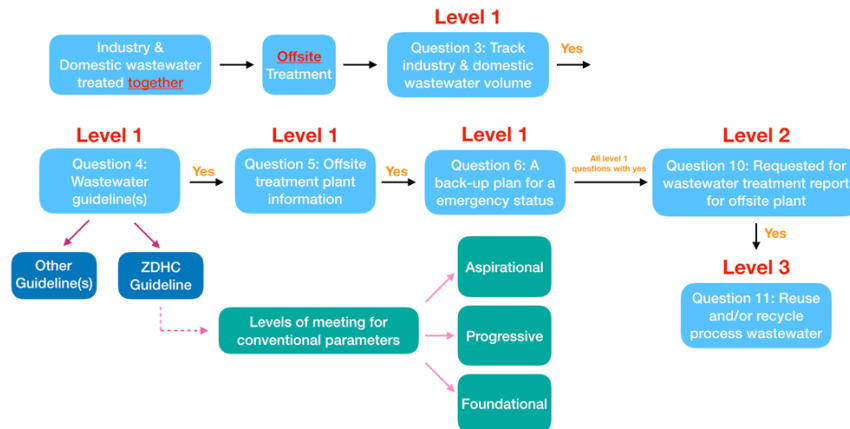 Level 1
Industry &
Domestic wastewater
treated together
Offsite
Treatment
Question 3: Track
industry & domestic
wastewater volume
Yes
Level 1
Question 4:
Wastewater
guideline(s)
Yes
Level 1
Question 5: Offsite
treatment plant
information
Yes
Level 1
Question 6: A
back-up plan for a
emergency status
All level 1
questions with yes
Level 2
Question 10: Requested for
wastewater treatment report
for offsite plant
Yes
Level 3
Question 11: Reuse
and/or recycle
process wastewater
Other
Guideline(s)
ZDHC
Guideline
Levels of meeting for
conventional parameters
Aspirational
Progressive
Foundational